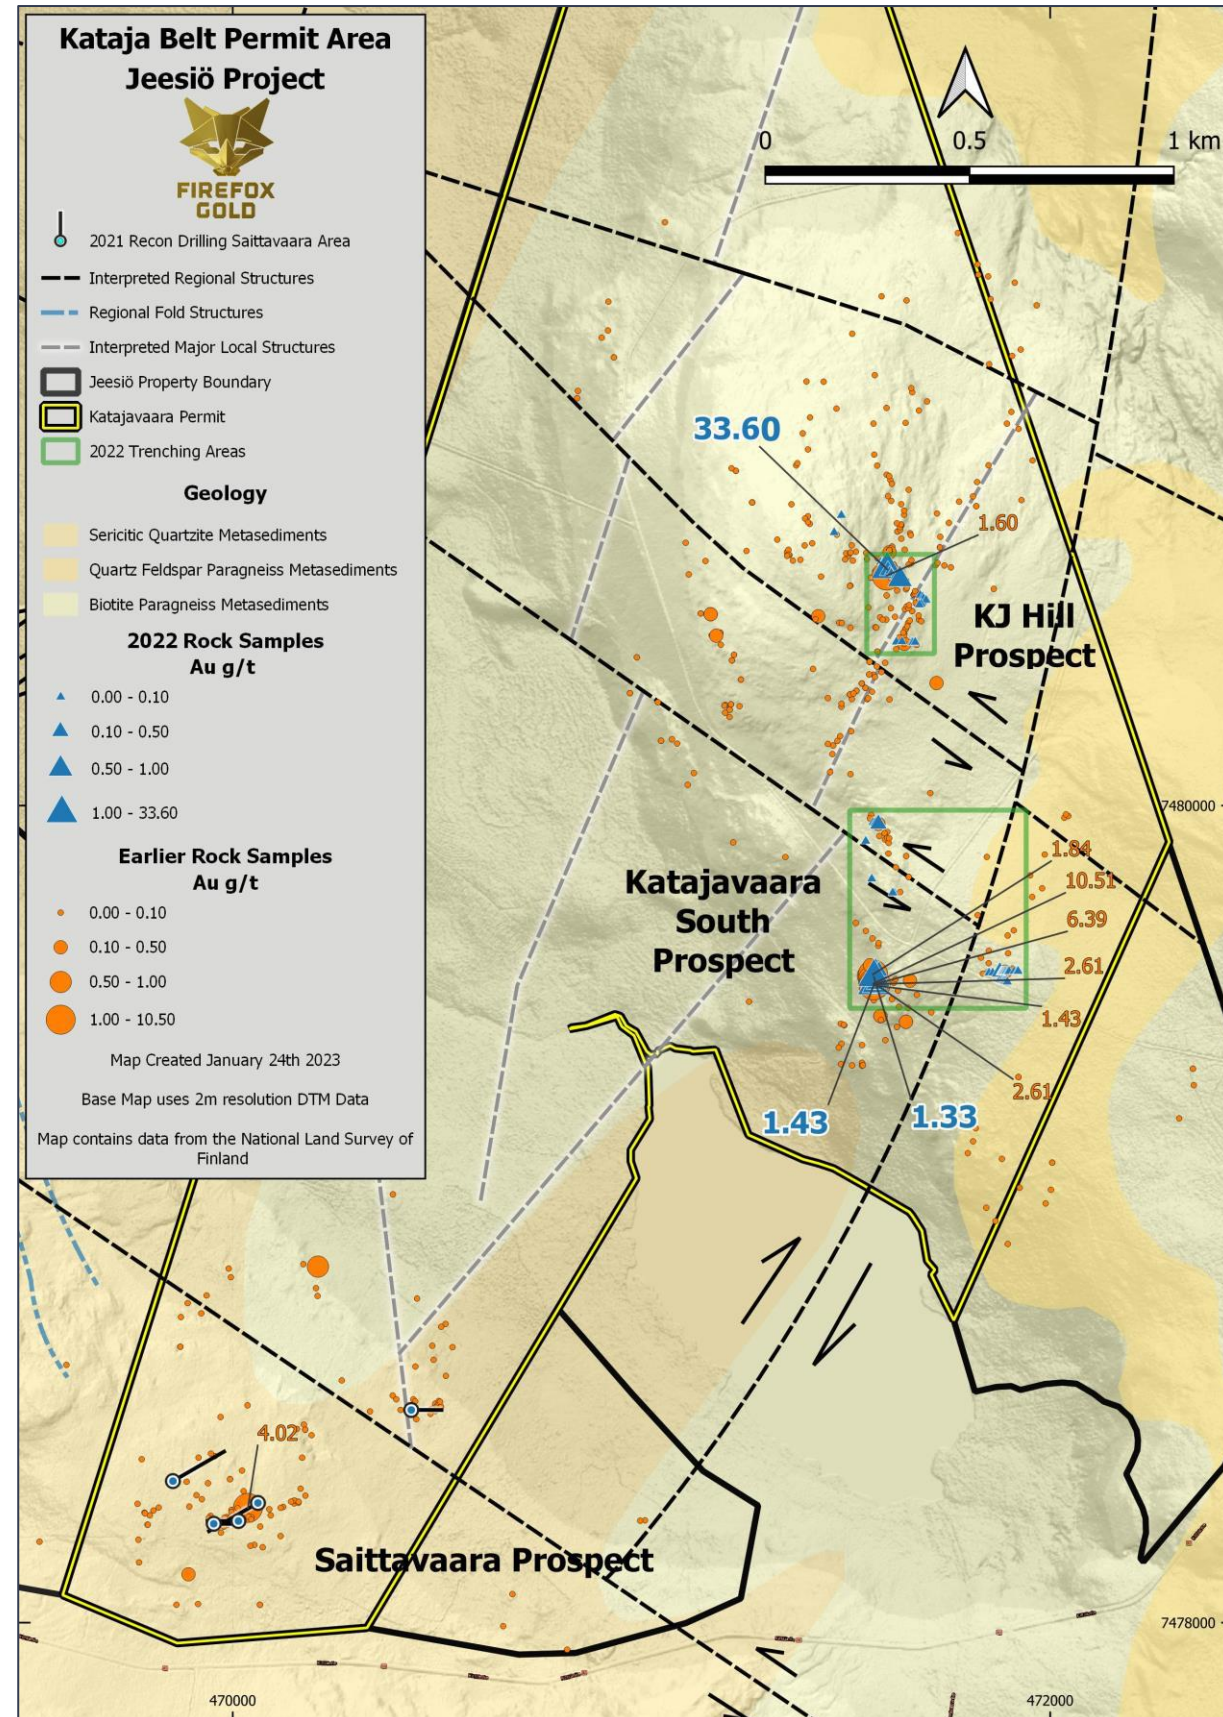 Kataja Belt Permit Area
Jeesiö Project
FIREFOX
GOLD
2021 Recon Drilling Saittavaara Area
Interpreted Regional Structures
Regional Fold Structures
Interpreted Major Local Structures
Jeesiö Property Boundary
Katajavaara Permit
2022 Trenching Areas
Geology
Sericitic Quartzite Metasediments
Quartz Feldspar Paragneiss Metasediments
Biotite Paragneiss Metasediments
2022 Rock Samples
Au g/t
0.00 - 0.10
0.10 - 0.50
0.50 - 1.00
1.00 - 33.60
Earlier Rock Samples
Au g/t
0.00 - 0.10
0.10 - 0.50
0.50 - 1.00
1.00 - 10.50
Map Created January 24th 2023
Base Map uses 2m resolution DTM Data
Map contains data from the National Land Survey of
Finland
0 0.5 1 km
33.60
1.60
KJ Hill
Prospect
7480000
1.84
10.51
6.39
2.61
1.43
2.61
Katajavaara
South
Prospect
1.43
1.33
4.02
Saittavaara Prospect
7478000
470000
472000